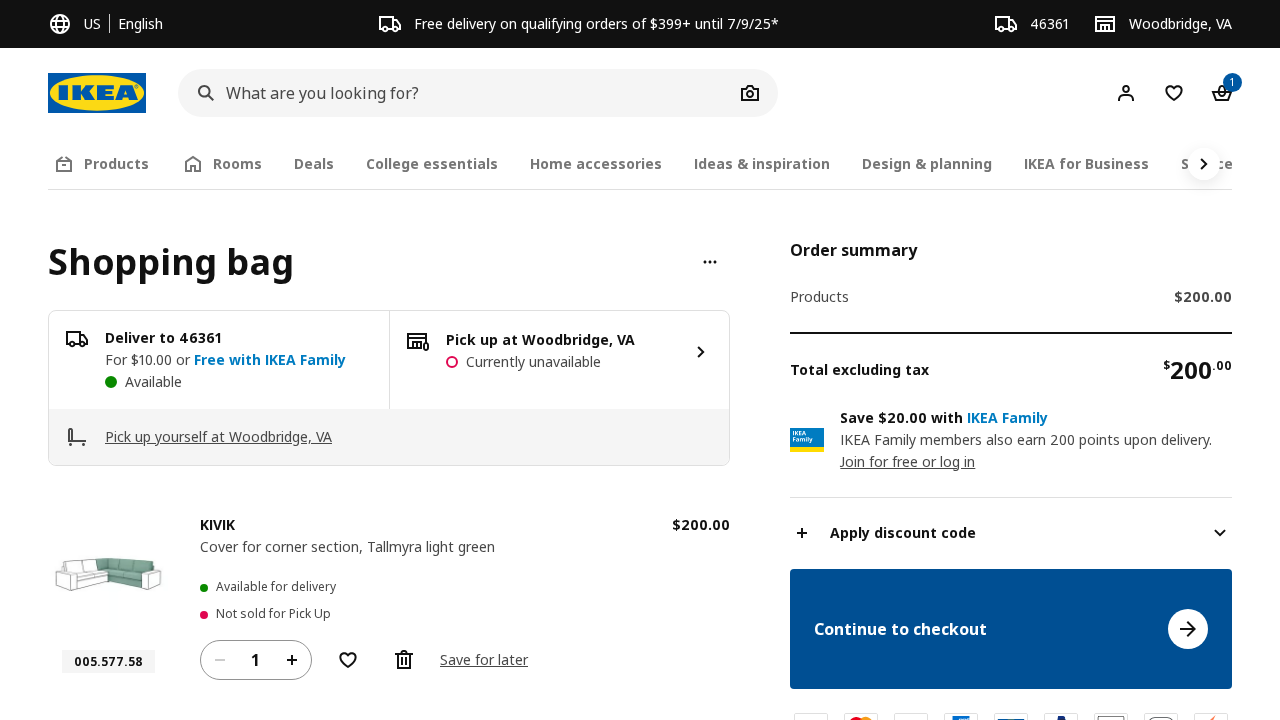 US
English
Free delivery on qualifying orders of $399+ until 7/9/25*
46361
Woodbridge, VA
IKEA
What are you looking for?
1
Products
Rooms
Deals
College essentials
Home accessories
Ideas & inspiration
Design & planning
IKEA for Business
Shopping bag
Deliver to 46361
For $10.00 or Free with IKEA Family
Available
Pick up at Woodbridge, VA
Currently unavailable
Pick up yourself at Woodbridge, VA
KIVIK
$200.00
Cover for corner section, Tallmyra light green
Available for delivery
Not sold for Pick Up
005.577.58
1
Save for later
Order summary
Products
$200.00
Total excluding tax
$200.00
IKEA
Family
Save $20.00 with IKEA Family
IKEA Family members also earn 200 points upon delivery.
Join for free or log in
Apply discount code
Continue to checkout